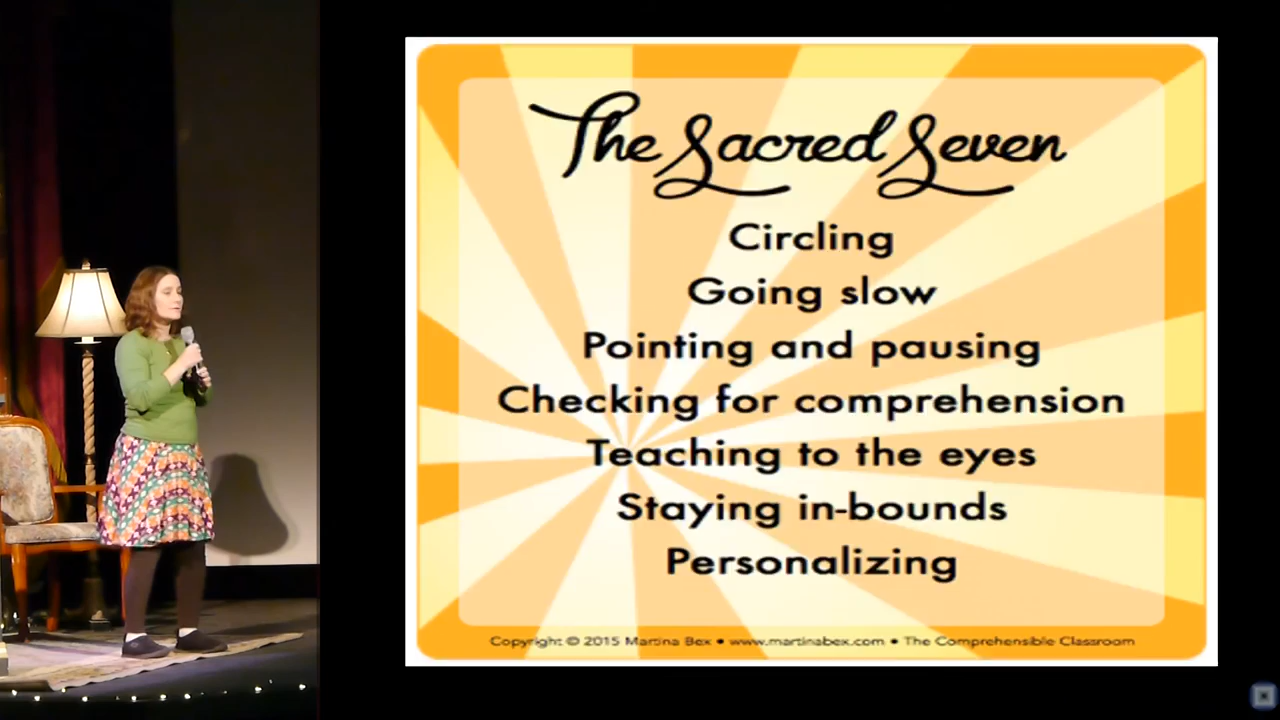 The Sacred Seven
Circling
Going slow
Pointing and pausing
Checking for comprehension
Teaching to the eyes
Staying in-bounds
Personalizing
Copyright © 2015 Martina Bex • www.martinabex.com • The Comprehensible Classroom